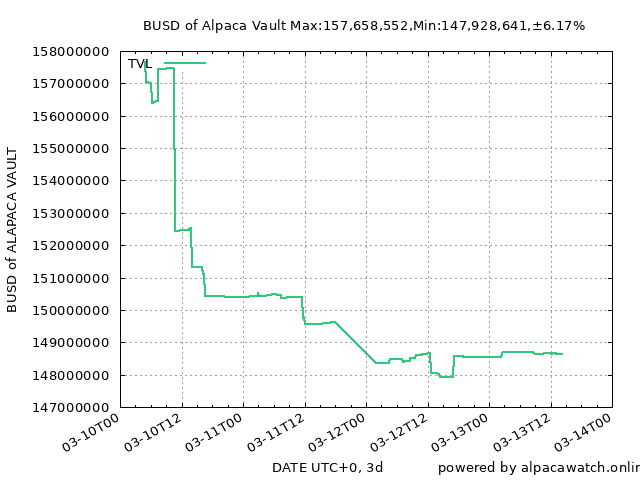 BUSD of Alpaca Vault Max:157,658,552,Min:147,928,641,±6.17%
158000000
157000000
156000000
155000000
154000000
153000000
152000000
151000000
150000000
149000000
148000000
147000000
TVL
BUSD of ALAPACA VAULT
03-10T00
03-10T12
03-11T00
03-11T12
03-12T00
03-12T12
03-13T00
03-13T12
03-14T00
DATE UTC+0, 3d
powered by alpacawatch.onlin